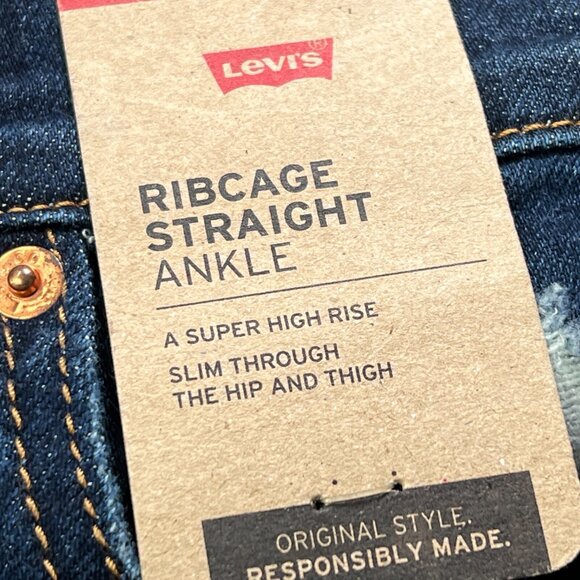 Levi's®
RIBCAGE
STRAIGHT
ANKLE
A SUPER HIGH RISE
SLIM THROUGH
THE HIP AND THIGH
ORIGINAL STYLE.
RESPONSIBLY MADE.